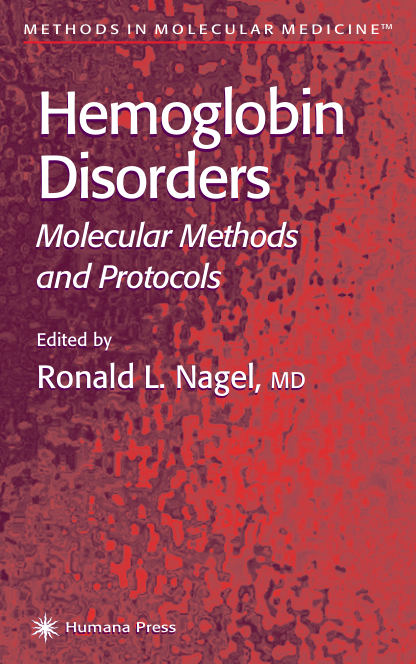 METHODS IN MOLECULAR MEDICINE™
Hemoglobin
Disorders
Molecular Methods
and Protocols
Edited by
Ronald L. Nagel, MD
Humana Press